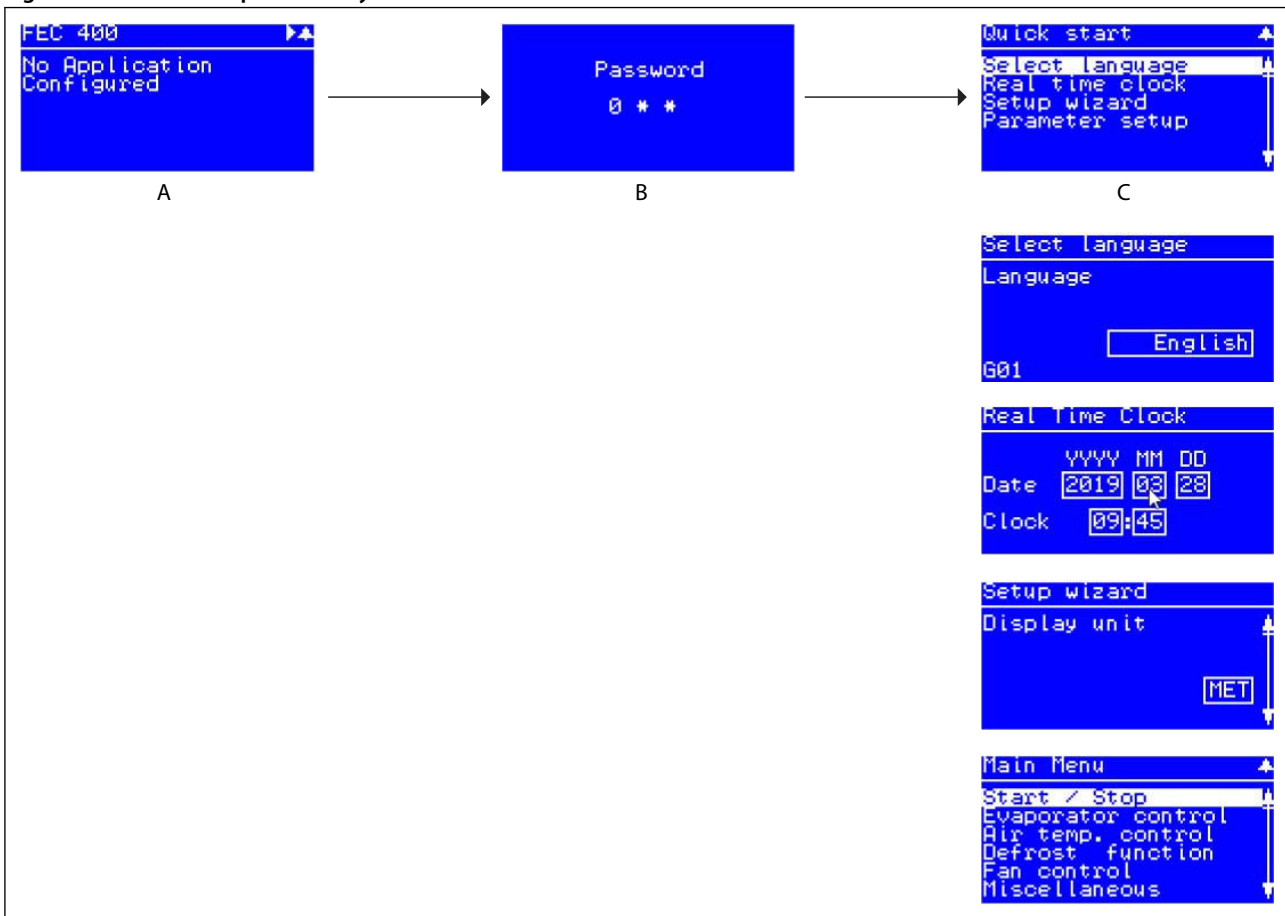 FEC 400
No Application
Configured
A
Password
0 * *
B
Quick start
Select language
Real time clock
Setup wizard
Parameter setup
C
Select language
Language
English
G01
Real Time Clock
YYYY MM DD
Date 2019 03 28
Clock 09:45
Setup wizard
Display unit
MET
Main Menu
Start / Stop
Evaporator control
Air temp. control
Defrost function
Fan control
Miscellaneous